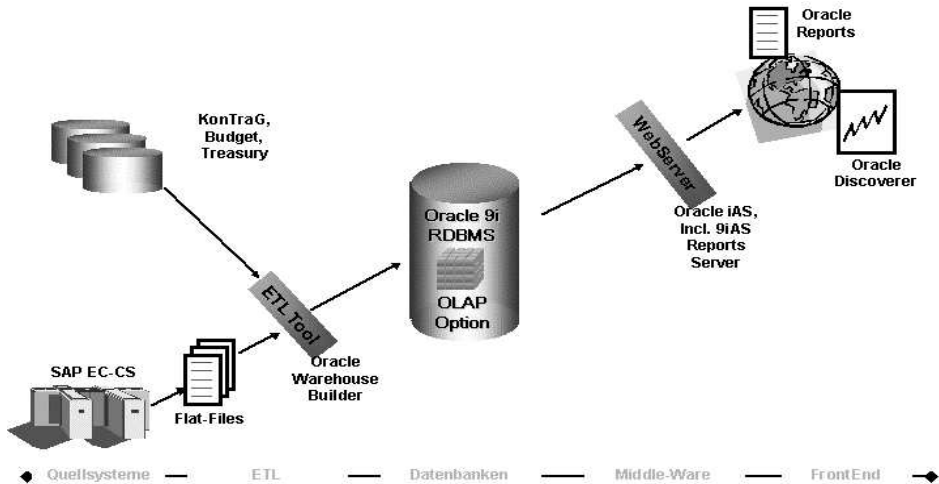 Oracle
Reports
KonTraG,
Budget,
Treasury
WebServer
Oracle
Discoverer
Oracle 9i
RDBMS
OLAP
Option
Oracle iAS,
Incl. 9iAS
Reports
Server
ETL Tool
Oracle
Warehouse
Builder
SAP EC-CS
Flat-Files
Quellsysteme
ETL
Datenbanken
Middle-Ware
FrontEnd